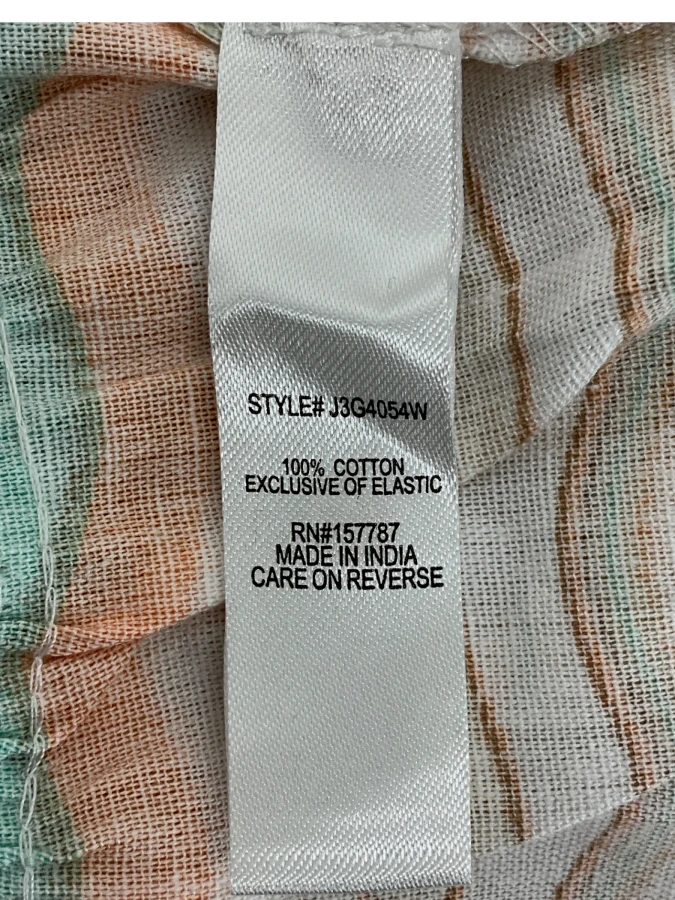 STYLE# J3G4054W
100% COTTON
EXCLUSIVE OF ELASTIC
RN#157787
MADE IN INDIA
CARE ON REVERSE